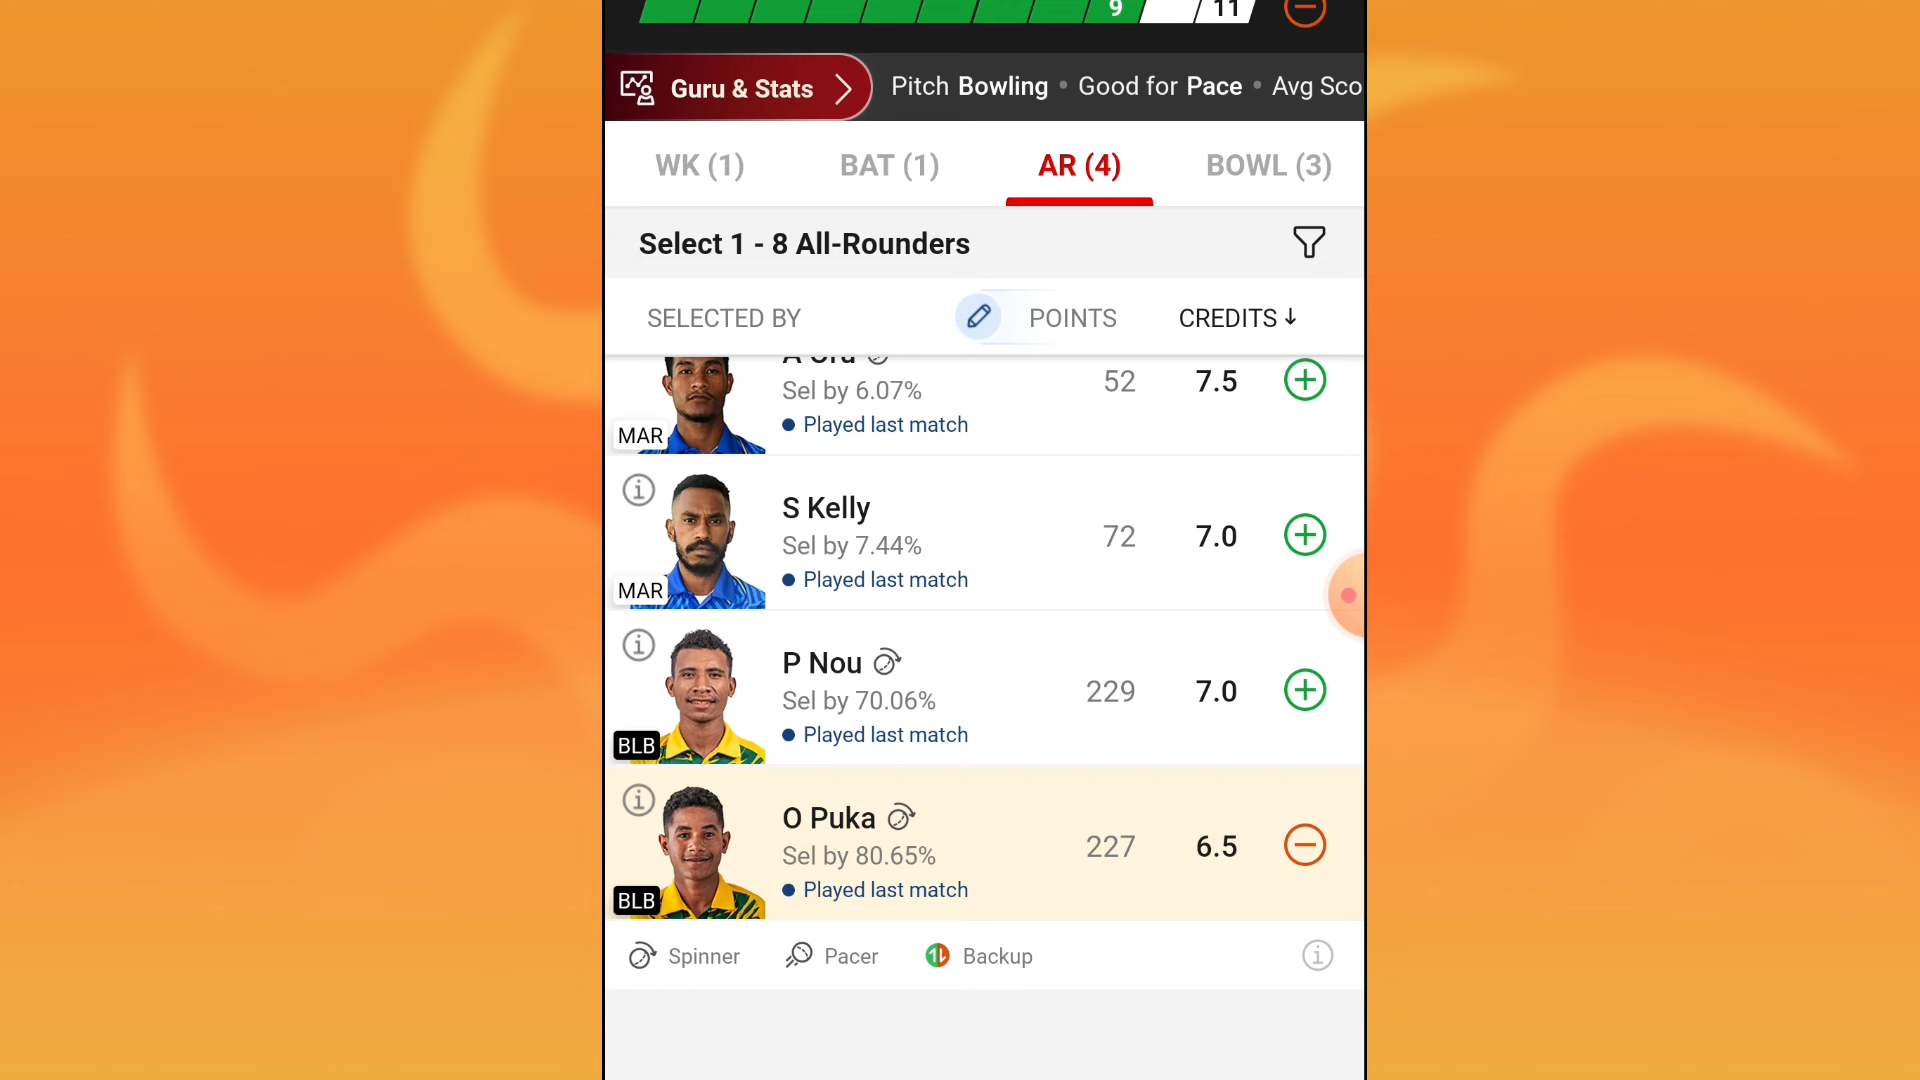 9 11
Guru & Stats Pitch Bowling • Good for Pace • Avg Sco
WK (1) BAT (1) AR (4) BOWL (3)
Select 1 - 8 All-Rounders
SELECTED BY POINTS CREDITS ↓
Sel by 6.07% 52 7.5
Played last match
MAR
S Kelly
Sel by 7.44% 72 7.0
Played last match
MAR
P Nou
Sel by 70.06% 229 7.0
Played last match
BLB
O Puka
Sel by 80.65% 227 6.5
Played last match
BLB
Spinner Pacer Backup